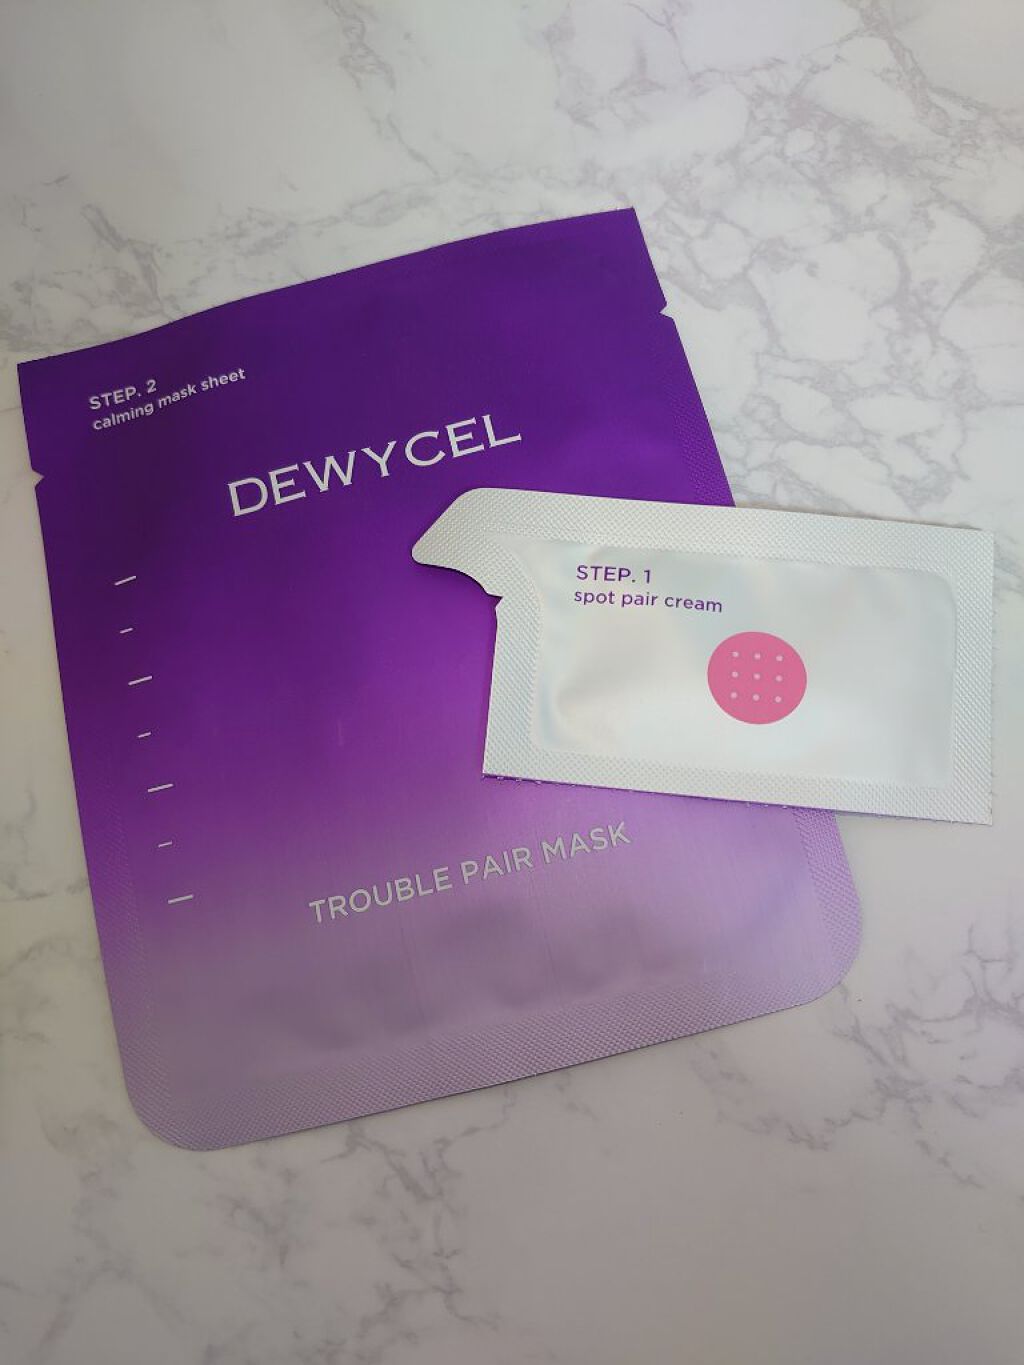 STEP. 2
calming mask sheet
DEWYCEL
STEP. 1
spot pair cream
TROUBLE PAIR MASK